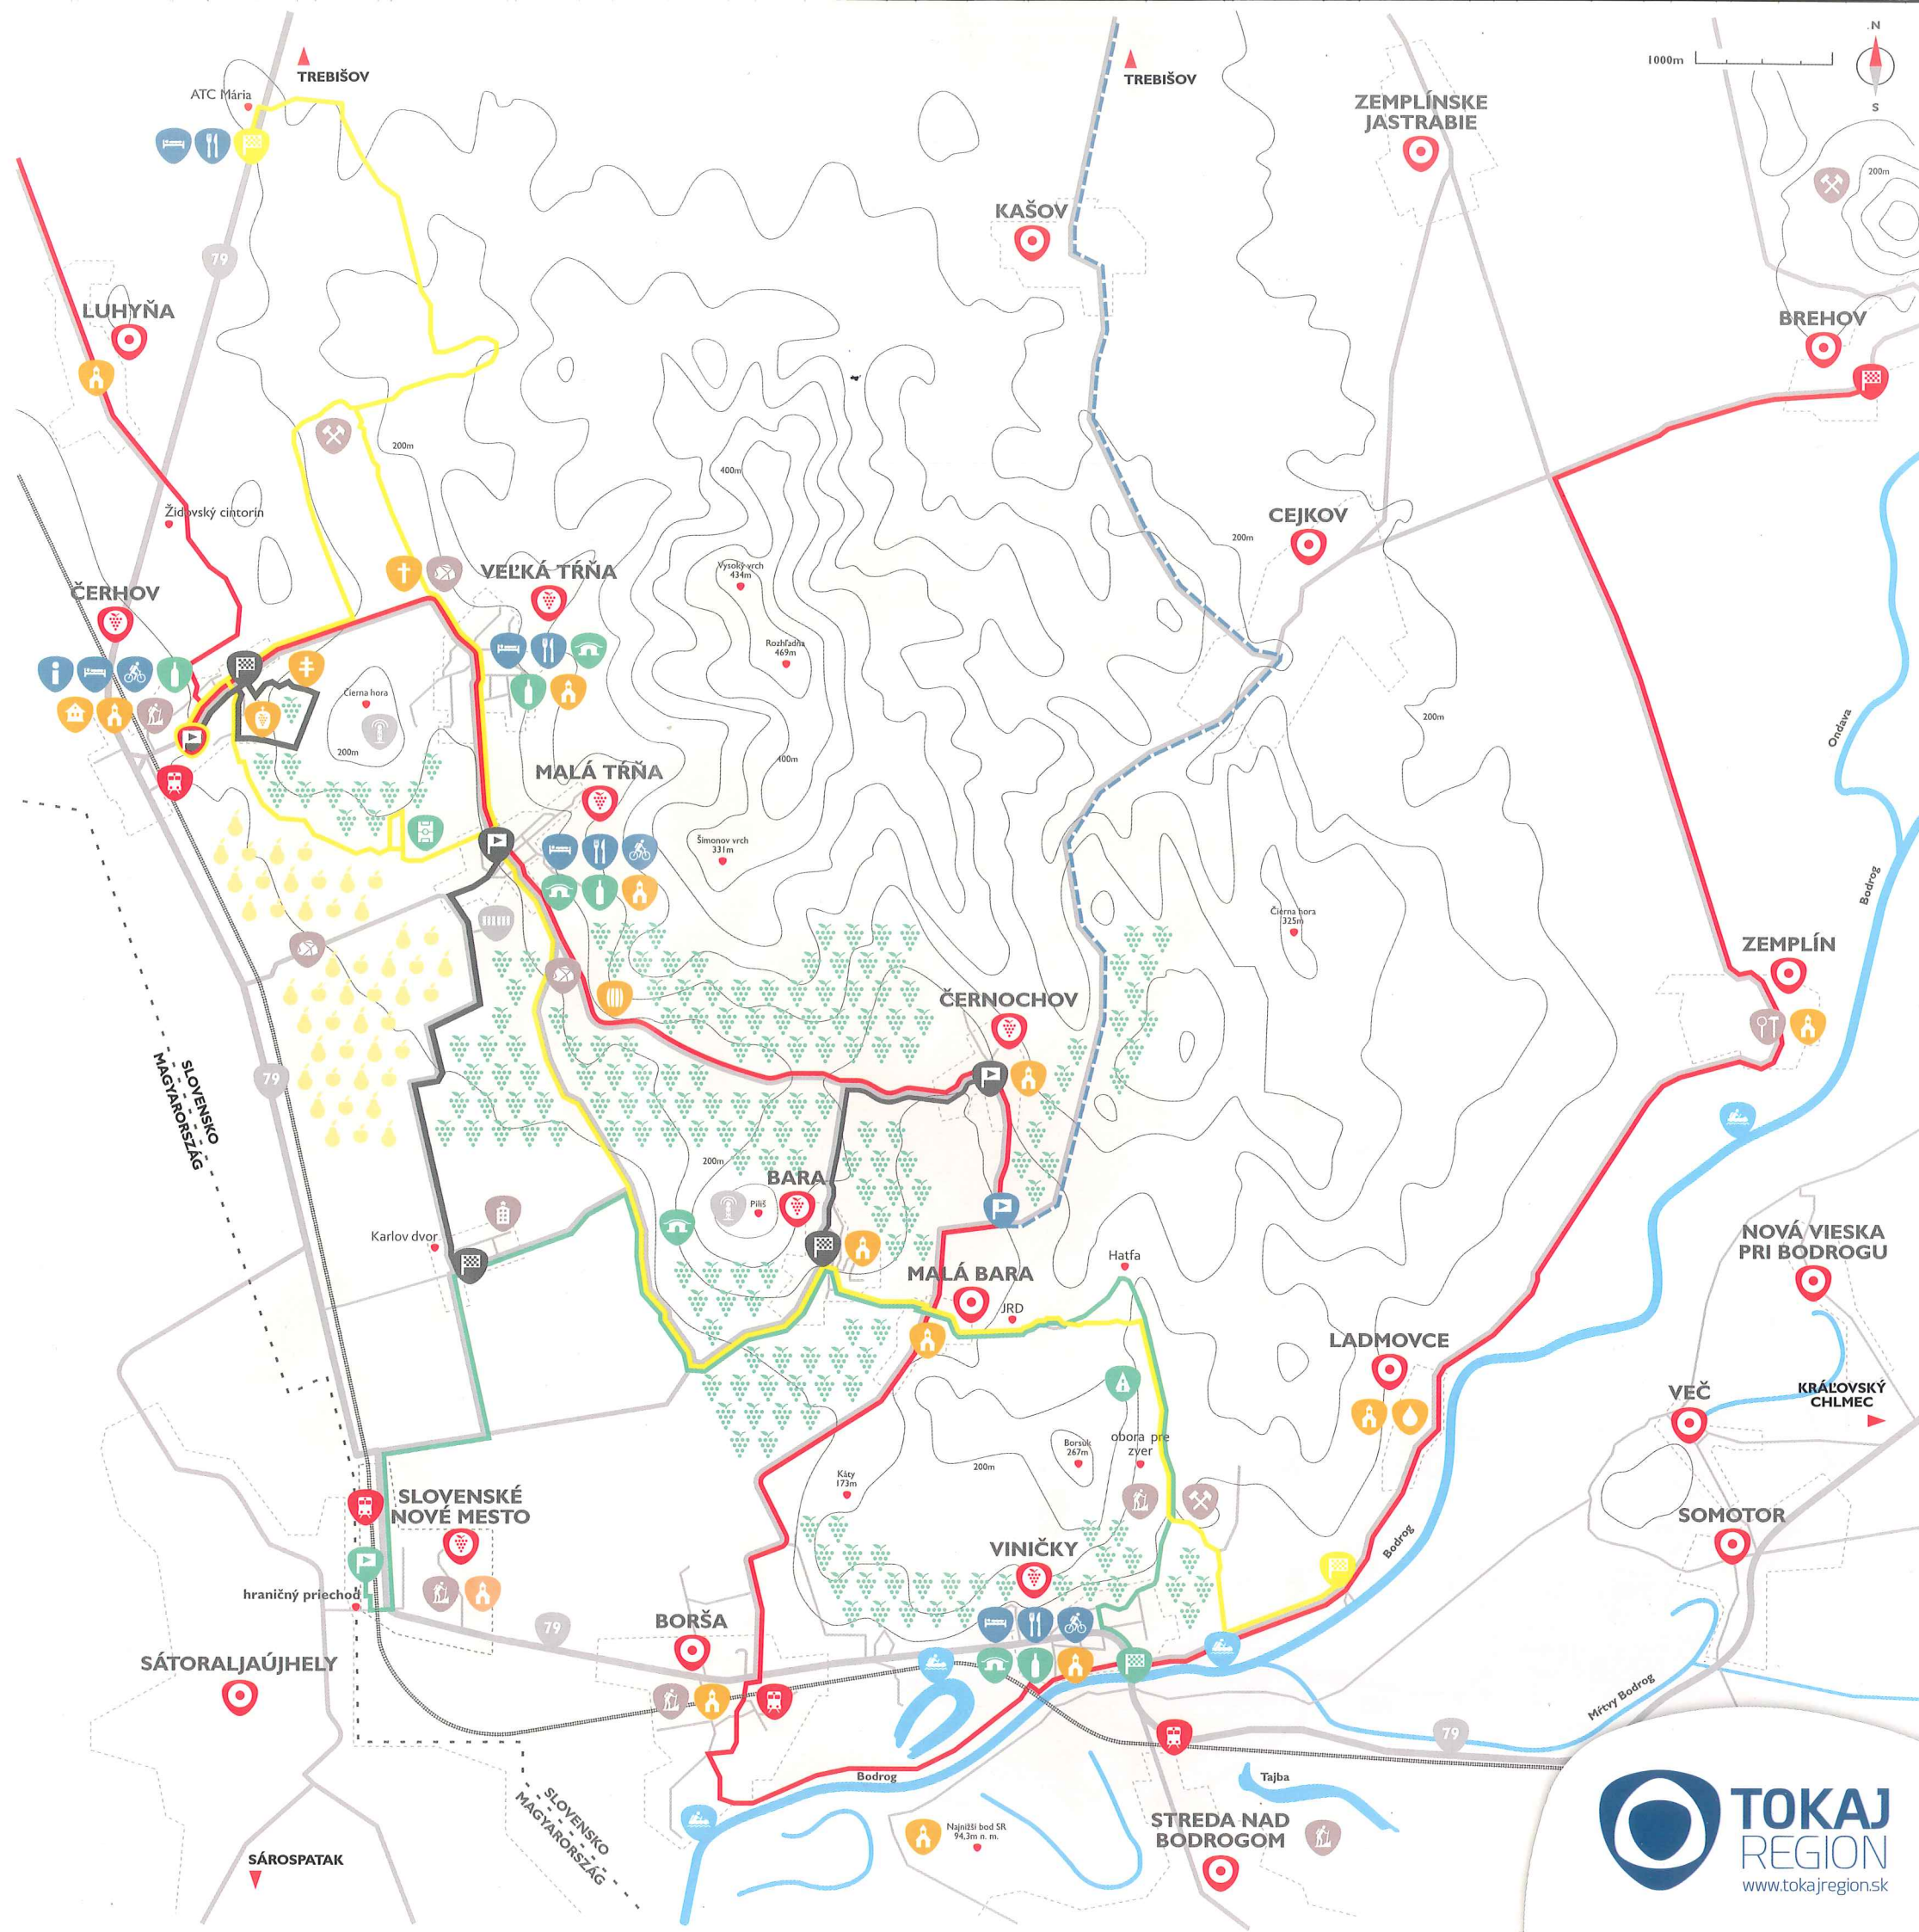 TREBIŠOV
ATC Mária
TREBIŠOV
1000m
N
S
ZEMPLÍNSKE
JASTRABIE
200m
KAŠOV
79
LUHYŇA
BREHOV
200m
400m
Židovský cintorín
CEJKOV
200m
VEĽKÁ TŔŇA
Vysoký vrch
434m
ČERHOV
Rozhľadňa
469m
Čierna hora
200m
200m
400m
Ondava
MALÁ TŔŇA
Šimonov vrch
331m
Bodrog
Čierna hora
325m
ZEMPLÍN
ČERNOCHOV
79
SLOVENSKO
MAGYARORSZÁG
200m
BARA
Piliš
Karlov dvor
NOVÁ VIESKA
PRI BODROGU
Hatfa
MALÁ BARA
JRD
LADMOVCE
VEČ
KRÁĽOVSKÝ
CHLMEC
obora pre
zver
Borsuk
267m
200m
Káty
173m
SLOVENSKÉ
NOVÉ MESTO
SOMOTOR
Bodrog
VINIČKY
hraničný priechod
79
BORŠA
SÁTORALJAÚJHELY
Mŕtvy Bodrog
79
Bodrog
Tajba
SLOVENSKO
MAGYARORSZÁG
STREDA NAD
BODROGOM
Najnižší bod SR
94,3m n. m.
SÁROSPATAK
TOKAJ
REGION
www.tokajregion.sk